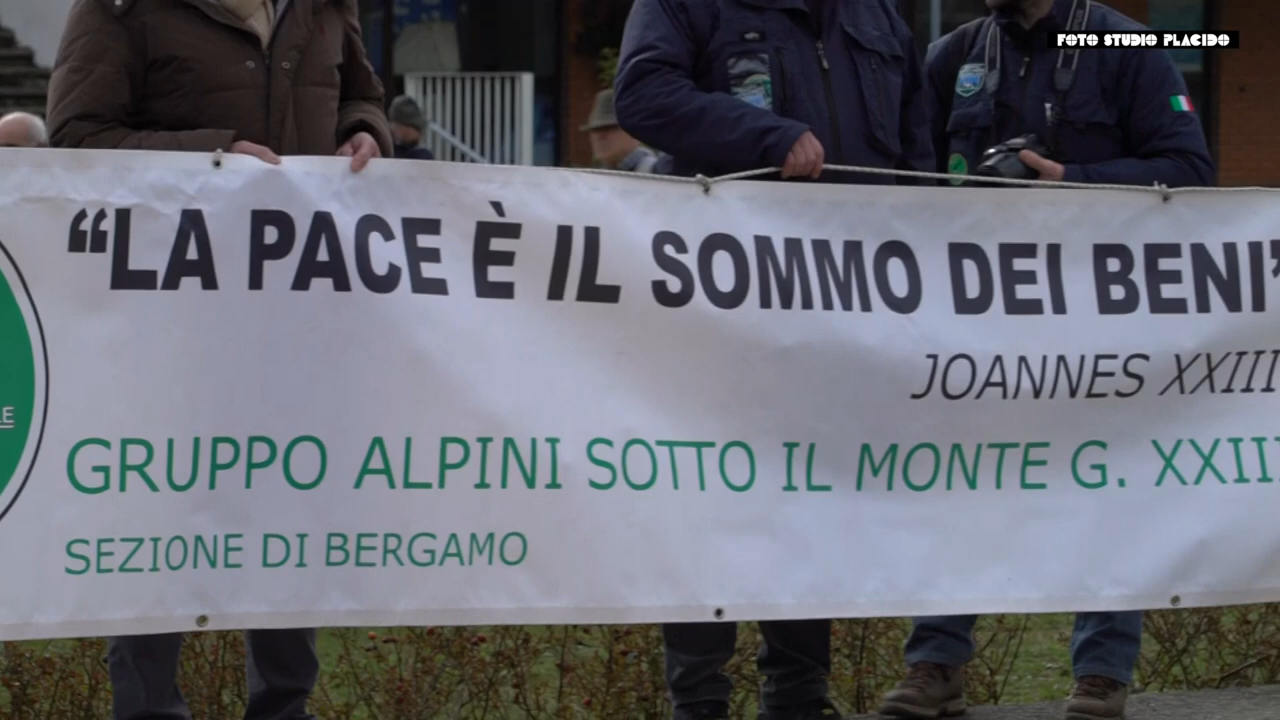 FOTO STUDIO PLACIDO
“LA PACE È IL SOMMO DEI BENI”
JOANNES XXIII
GRUPPO ALPINI SOTTO IL MONTE G. XXIII
SEZIONE DI BERGAMO